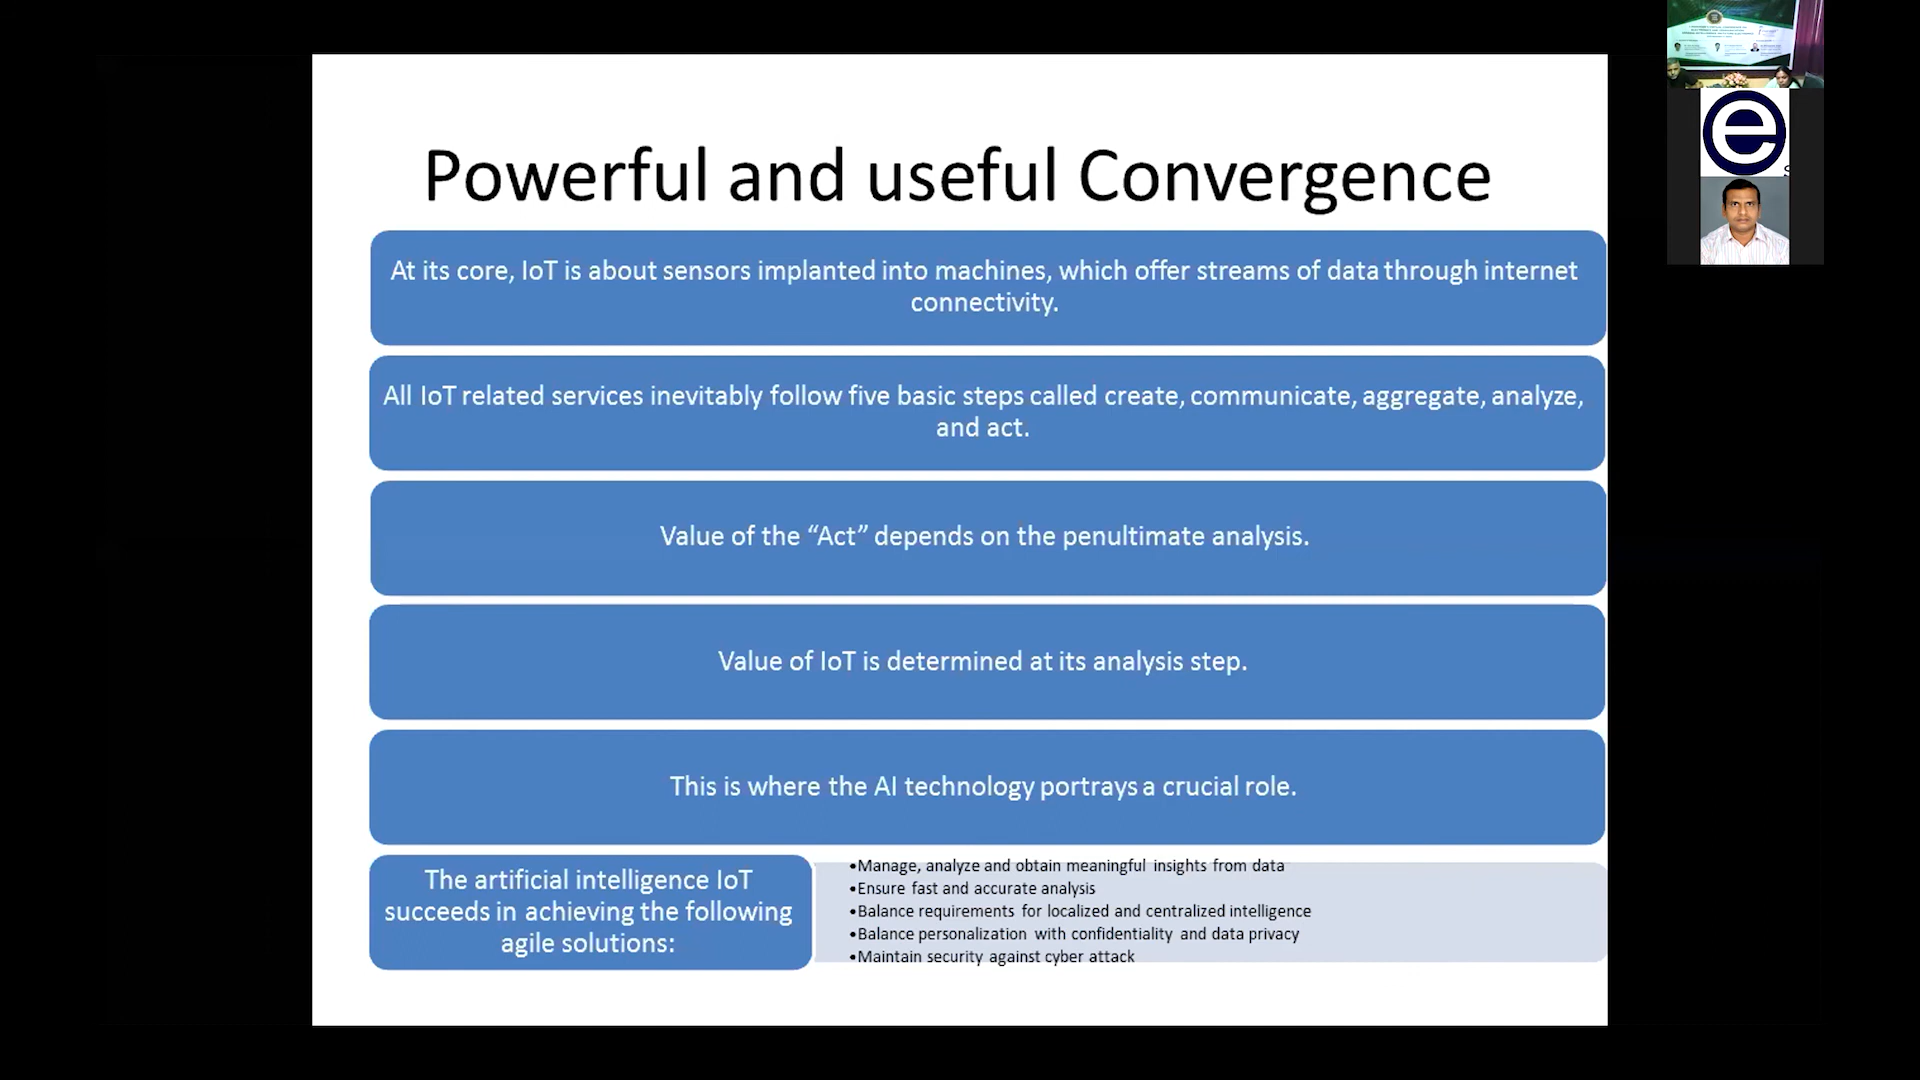 Powerful and useful Convergence
At its core, IoT is about sensors implanted into machines, which offer streams of data through internet
connectivity.
All IoT related services inevitably follow five basic steps called create, communicate, aggregate, analyze,
and act.
Value of the “Act” depends on the penultimate analysis.
Value of IoT is determined at its analysis step.
This is where the AI technology portrays a crucial role.
The artificial intelligence IoT
succeeds in achieving the following
agile solutions:
•Manage, analyze and obtain meaningful insights from data
•Ensure fast and accurate analysis
•Balance requirements for localized and centralized intelligence
•Balance personalization with confidentiality and data privacy
•Maintain security against cyber attack
e